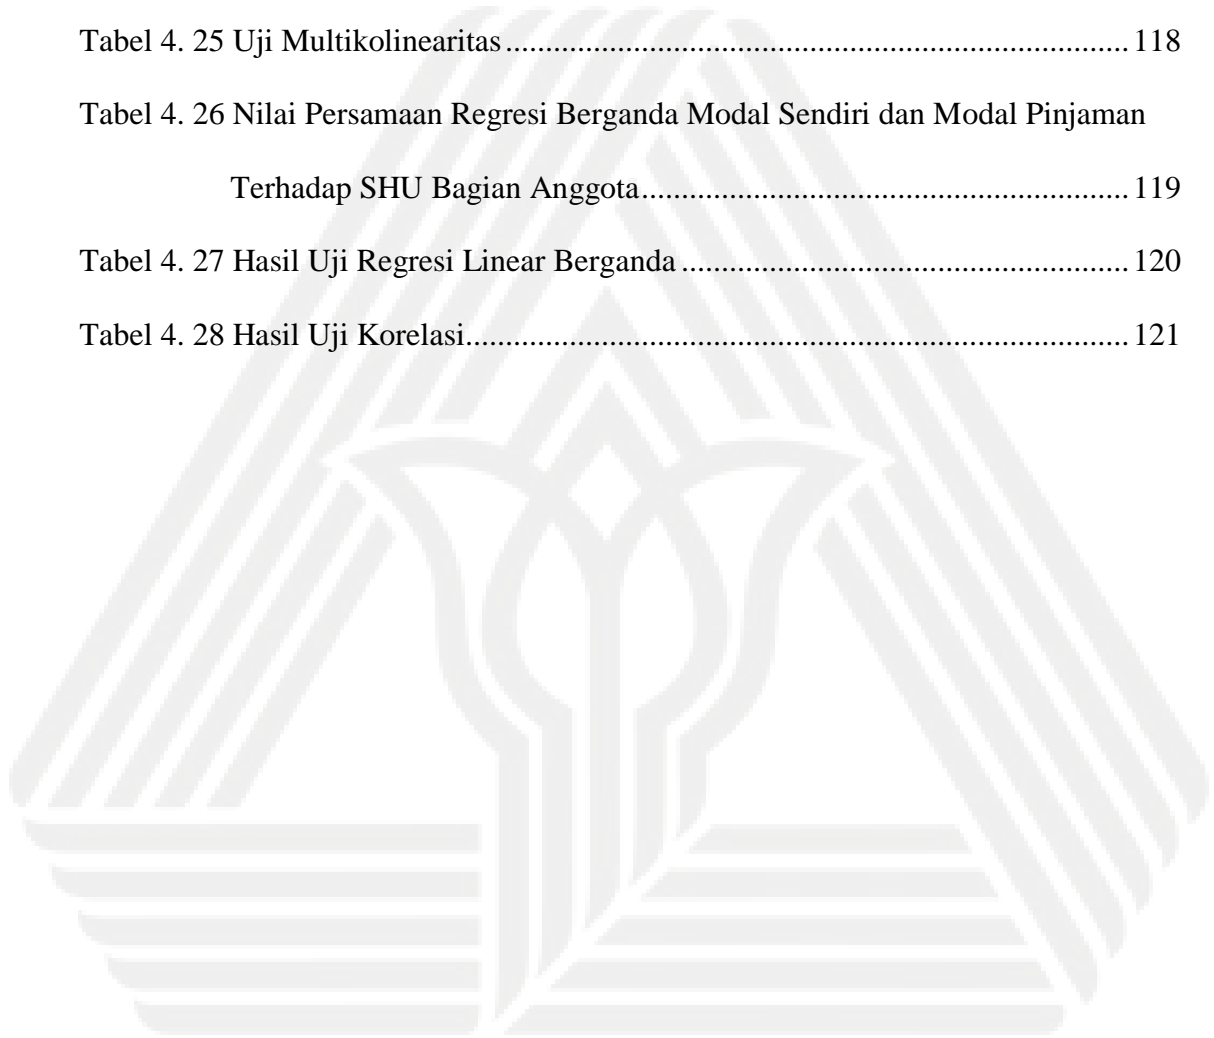 Tabel 4. 25 Uji Multikolinearitas.............................................................................. 118
Tabel 4. 26 Nilai Persamaan Regresi Berganda Modal Sendiri dan Modal Pinjaman
Terhadap SHU Bagian Anggota............................................................. 119
Tabel 4. 27 Hasil Uji Regresi Linear Berganda........................................................ 120
Tabel 4. 28 Hasil Uji Korelasi................................................................................... 121